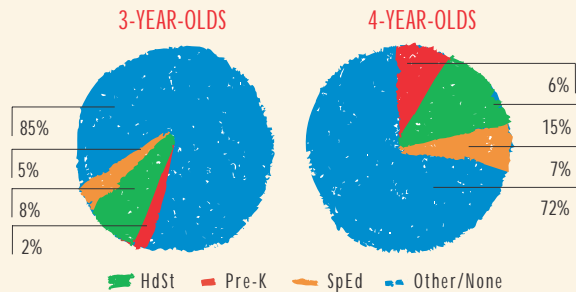 3-YEAR-OLDS
85%
5%
8%
2%
4-YEAR-OLDS
6%
15%
7%
72%
HdSt Pre-K SpEd Other/None